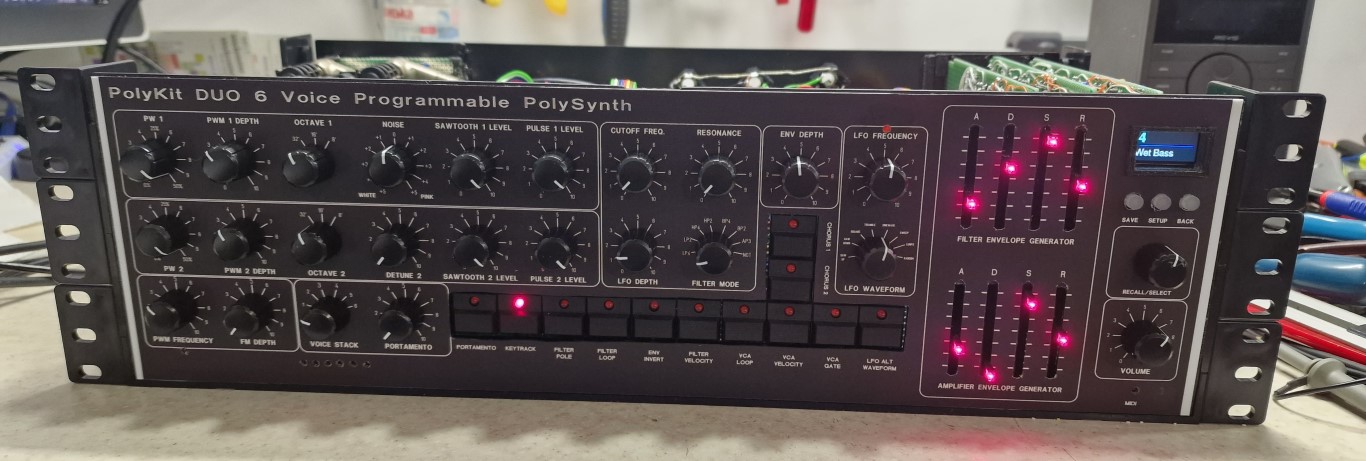 PolyKit DUO 6 Voice Programmable PolySynth
PW 1
PWM 1 DEPTH
OCTAVE 1
NOISE
SAWTOOTH 1 LEVEL
PULSE 1 LEVEL
CUTOFF FREQ.
RESONANCE
ENV DEPTH
LFO FREQUENCY
A D S R
WHITE
PINK
4
Wet Bass
SAVE SETUP BACK
FILTER ENVELOPE GENERATOR
PW 2
PWM 2 DEPTH
OCTAVE 2
DETUNE 2
SAWTOOTH 2 LEVEL
PULSE 2 LEVEL
LFO DEPTH
FILTER MODE
CHORUS 1
CHORUS 2
LFO WAVEFORM
RECALL/SELECT
A D S R
PWM FREQUENCY
FM DEPTH
VOICE STACK
PORTAMENTO
PORTAMENTO
KEYTRACK
FILTER
POLE
FILTER
LOOP
ENV
INVERT
FILTER
VELOCITY
VCA
LOOP
VCA
VELOCITY
VCA
GATE
LFO ALT
WAVEFORM
AMPLIFIER ENVELOPE GENERATOR
VOLUME
MIDI